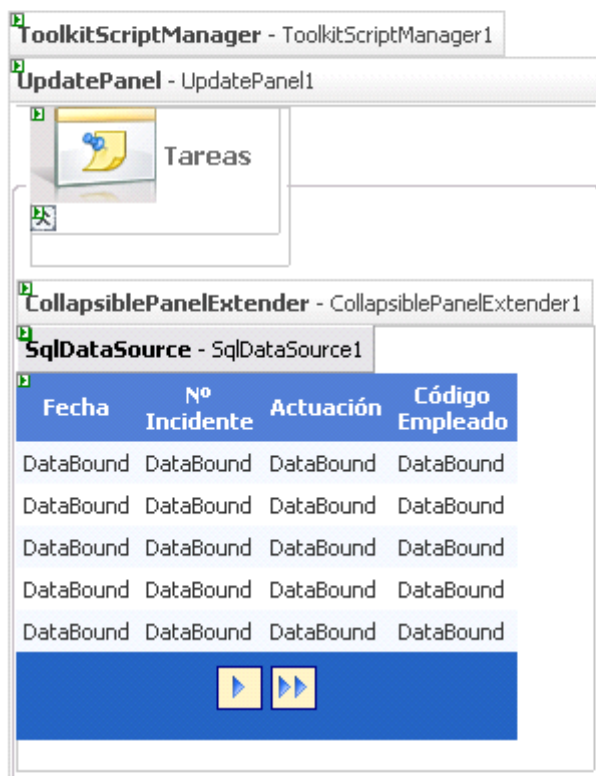 ToolkitScriptManager - ToolkitScriptManager1
UpdatePanel - UpdatePanel1
Tareas
CollapsiblePanelExtender - CollapsiblePanelExtender1
SqlDataSource - SqlDataSource1
Fecha Nº Incidente Actuación Código Empleado
DataBound DataBound DataBound DataBound
DataBound DataBound DataBound DataBound
DataBound DataBound DataBound DataBound
DataBound DataBound DataBound DataBound
DataBound DataBound DataBound DataBound